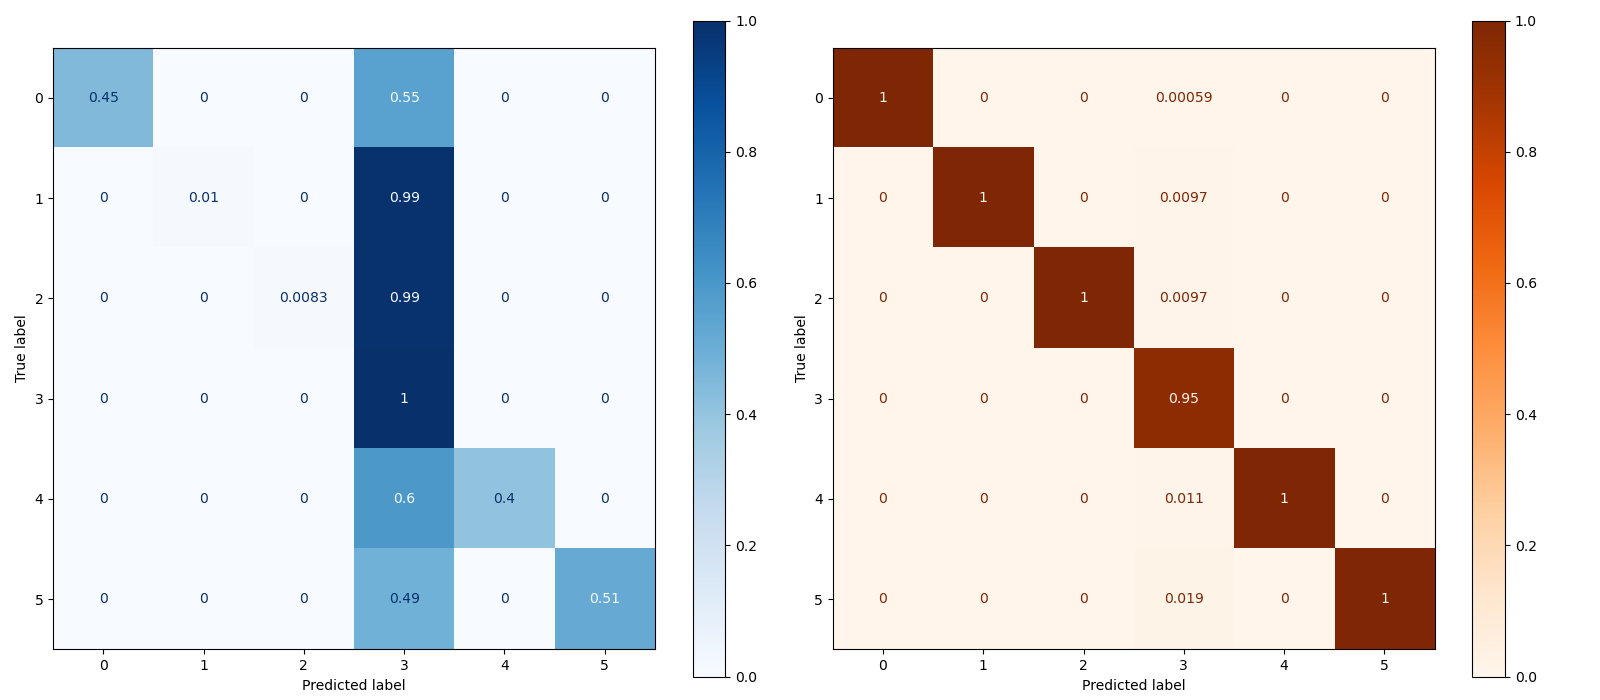 0 0.45 0 0 0.55 0 0
1 0 0.01 0 0.99 0 0
2 0 0 0.0083 0.99 0 0
3 0 0 0 1 0 0
4 0 0 0 0.6 0.4 0
5 0 0 0 0.49 0 0.51
0 1 2 3 4 5
True label
Predicted label
1.0
0.8
0.6
0.4
0.2
0.0
0 1 0 0 0.00059 0 0
1 0 1 0 0.0097 0 0
2 0 0 1 0.0097 0 0
3 0 0 0 0.95 0 0
4 0 0 0 0.011 1 0
5 0 0 0 0.019 0 1
0 1 2 3 4 5
True label
Predicted label
1.0
0.8
0.6
0.4
0.2
0.0